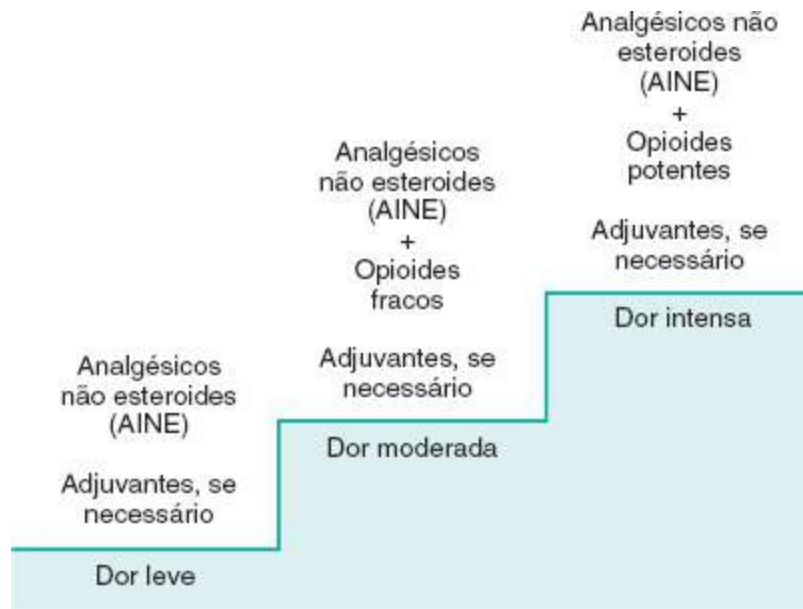 Analgésicos
não esteroides
(AINE)
Adjuvantes, se
necessário
Dor leve
Analgésicos
não esteroides
(AINE)
+
Opioides
fracos
Adjuvantes, se
necessário
Dor moderada
Analgésicos não
esteroides
(AINE)
+
Opioides
potentes
Adjuvantes, se
necessário
Dor intensa